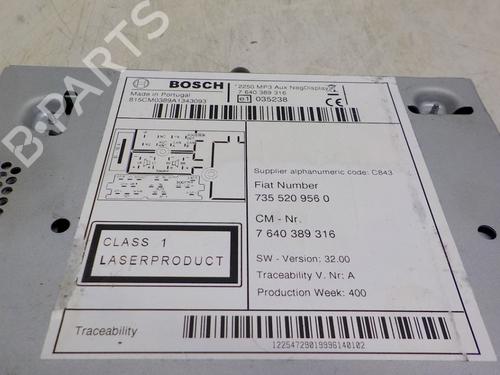 BOSCH
Made in Portugal
815CM0389A1343093
2250 MP3 Aux NegDisplay
7 640 389 316
e1 035238
CE
Supplier alphanumeric code: C843
Fiat Number
735 520 956 0
CM - Nr.
7 640 389 316
SW - Version: 32.00
Traceability V. Nr: A
Production Week: 400
CLASS 1
LASERPRODUCT
Traceability
12254729019996140102
B-PARTS